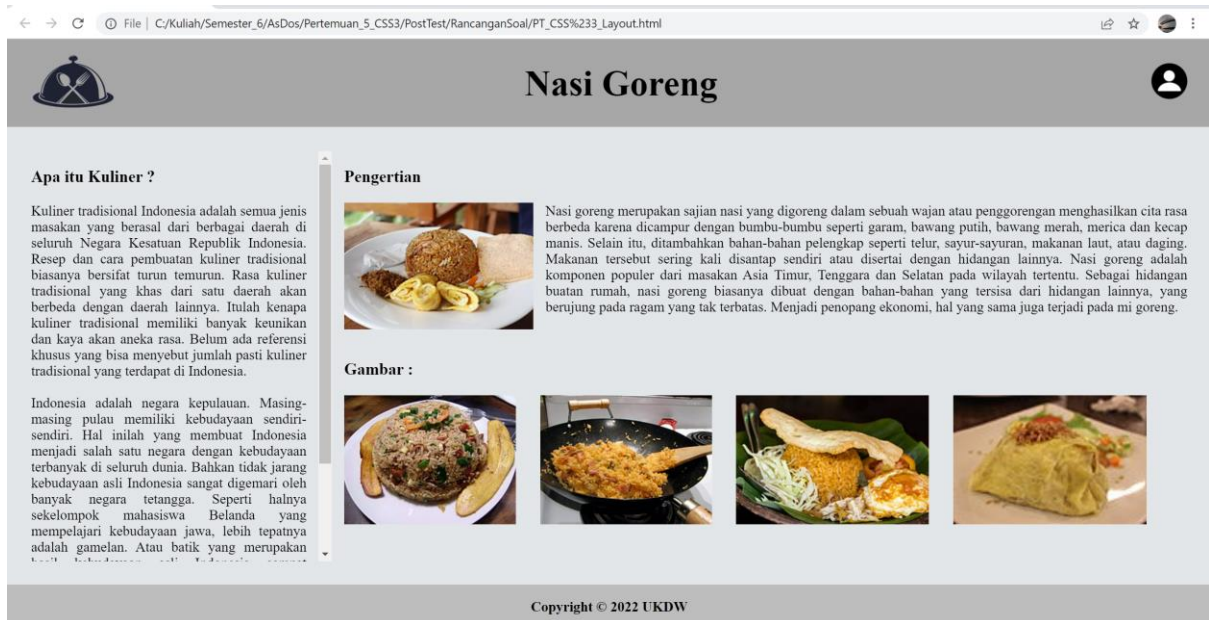 File | C:/Kuliah/Semester_6/AsDos/Pertemuan_5_CSS3/PostTest/RancanganSoal/PT_CSS%233_Layout.html
Nasi Goreng
Apa itu Kuliner ?
Kuliner tradisional Indonesia adalah semua jenis
masakan yang berasal dari berbagai daerah di
seluruh Negara Kesatuan Republik Indonesia.
Resep dan cara pembuatan kuliner tradisional
biasanya bersifat turun temurun. Rasa kuliner
tradisional yang khas dari satu daerah akan
berbeda dengan daerah lainnya. Itulah kenapa
kuliner tradisional memiliki banyak keunikan
dan kaya akan aneka rasa. Belum ada referensi
khusus yang bisa menyebut jumlah pasti kuliner
tradisional yang terdapat di Indonesia.
Indonesia adalah negara kepulauan. Masing-
masing pulau memiliki kebudayaan sendiri-
sendiri. Hal inilah yang membuat Indonesia
menjadi salah satu negara dengan kebudayaan
terbanyak di seluruh dunia. Bahkan tidak jarang
kebudayaan asli Indonesia sangat digemari oleh
banyak negara tetangga. Seperti halnya
sekelompok mahasiswa Belanda yang
mempelajari kebudayaan jawa, lebih tepatnya
adalah gamelan. Atau batik yang merupakan
Pengertian
Nasi goreng merupakan sajian nasi yang digoreng dalam sebuah wajan atau penggorengan menghasilkan cita rasa
berbeda karena dicampur dengan bumbu-bumbu seperti garam, bawang putih, bawang merah, merica dan kecap
manis. Selain itu, ditambahkan bahan-bahan pelengkap seperti telur, sayur-sayuran, makanan laut, atau daging.
Makanan tersebut sering kali disantap sendiri atau disertai dengan hidangan lainnya. Nasi goreng adalah
komponen populer dari masakan Asia Timur, Tenggara dan Selatan pada wilayah tertentu. Sebagai hidangan
buatan rumah, nasi goreng biasanya dibuat dengan bahan-bahan yang tersisa dari hidangan lainnya, yang
berujung pada ragam yang tak terbatas. Menjadi penopang ekonomi, hal yang sama juga terjadi pada mi goreng.
Gambar :
Copyright © 2022 UKDW